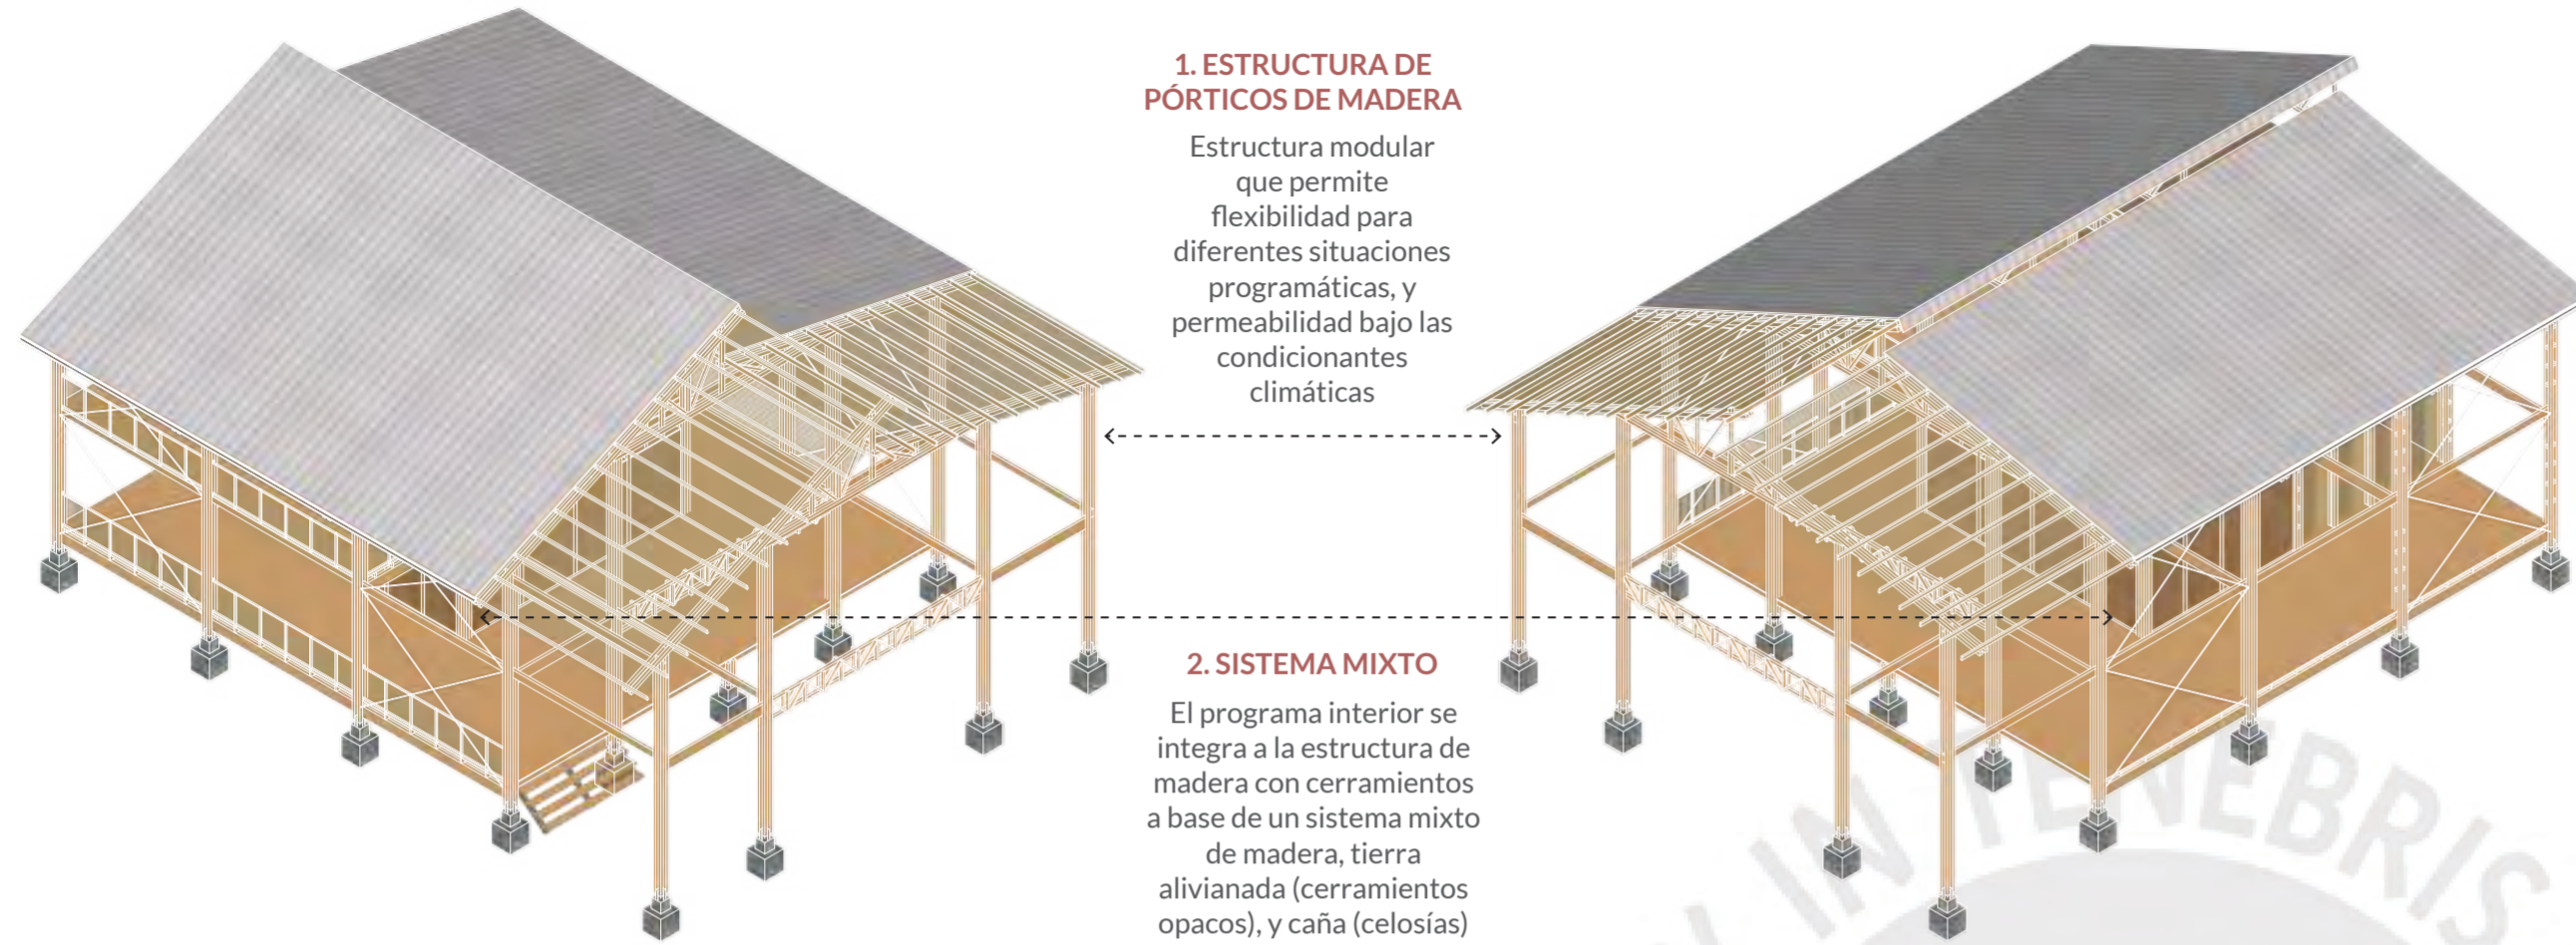 1. ESTRUCTURA DE
PÓRTICOS DE MADERA
Estructura modular
que permite
flexibilidad para
diferentes situaciones
programáticas, y
permeabilidad bajo las
condicionantes
climáticas
2. SISTEMA MIXTO
El programa interior se
integra a la estructura de
madera con cerramientos
a base de un sistema mixto
de madera, tierra
alivianada (cerramientos
opacos), y caña (celosías)
IN TENEBRIS